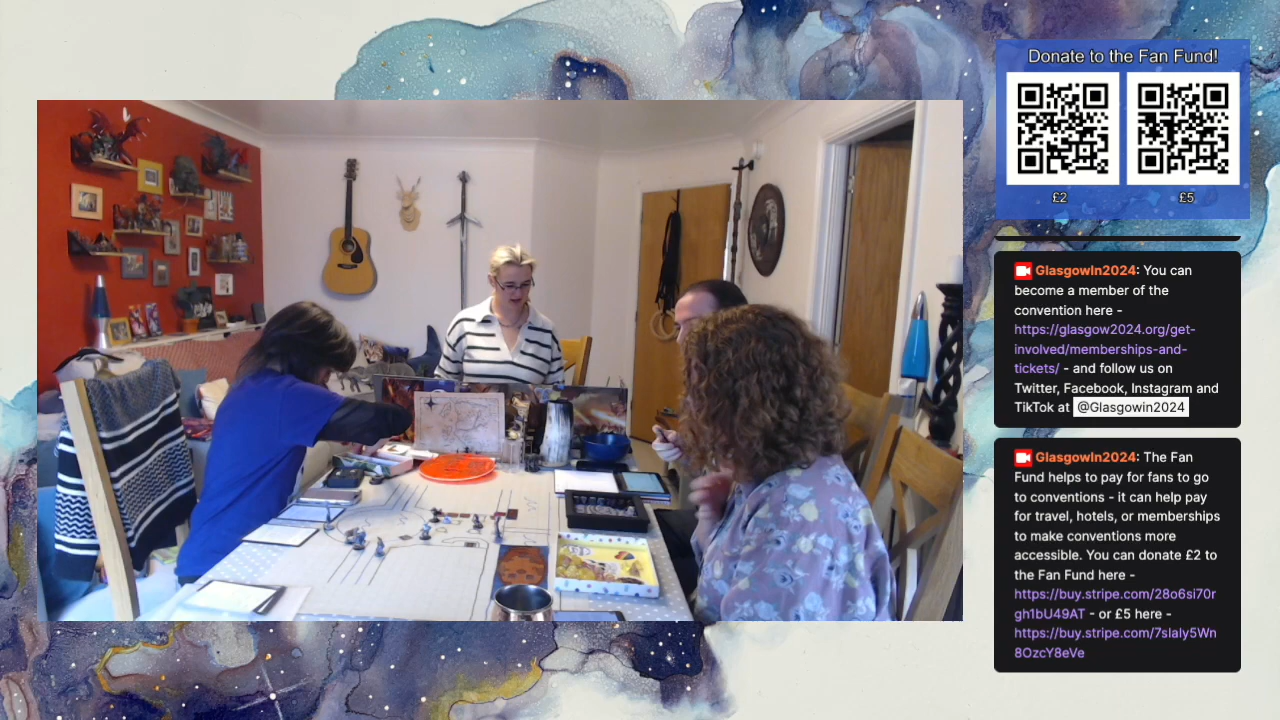 Donate to the Fan Fund!
£2
£5
GlasgowIn2024: You can
become a member of the
convention here -
https://glasgow2024.org/get-
involved/memberships-and-
tickets/ - and follow us on
Twitter, Facebook, Instagram and
TikTok at @Glasgowin2024
GlasgowIn2024: The Fan
Fund helps to pay for fans to go
to conventions - it can help pay
for travel, hotels, or memberships
to make conventions more
accessible. You can donate £2 to
the Fan Fund here -
https://buy.stripe.com/28o6si70r
gh1bU49AT - or £5 here -
https://buy.stripe.com/7sIaIy5Wn
8OzcY8eVe